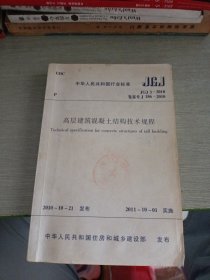 UDC
中华人民共和国行业标准
JGJ
P
JGJ 3-2010
备案号 J 186-2010
高层建筑混凝土结构技术规程
Technical specification for concrete structures of tall building
2010-10-21 发布
2011-10-01 实施
中华人民共和国住房和城乡建设部 发布